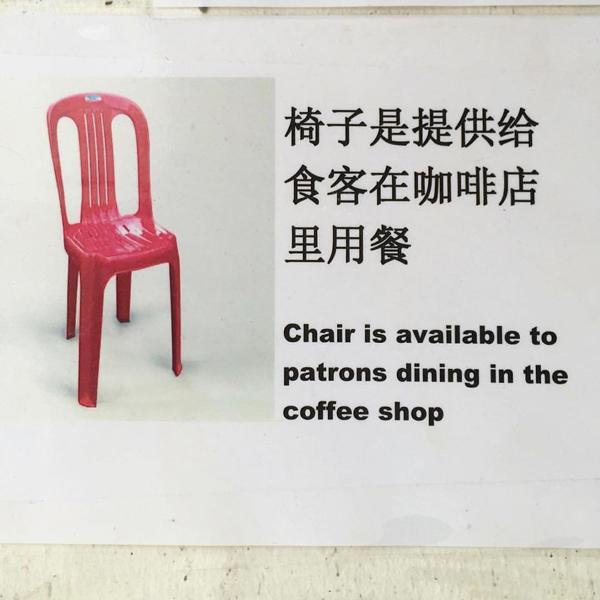 椅子是提供给
食客在咖啡店
里用餐
Chair is available to
patrons dining in the
coffee shop